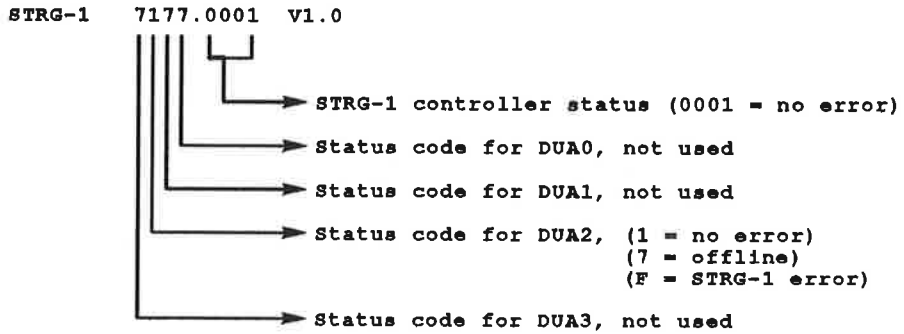 STRG-1 7177.0001 V1.0
STRG-1 controller status (0001 = no error)
Status code for DUA0, not used
Status code for DUA1, not used
Status code for DUA2, (1 = no error)
(7 = offline)
(F = STRG-1 error)
Status code for DUA3, not used